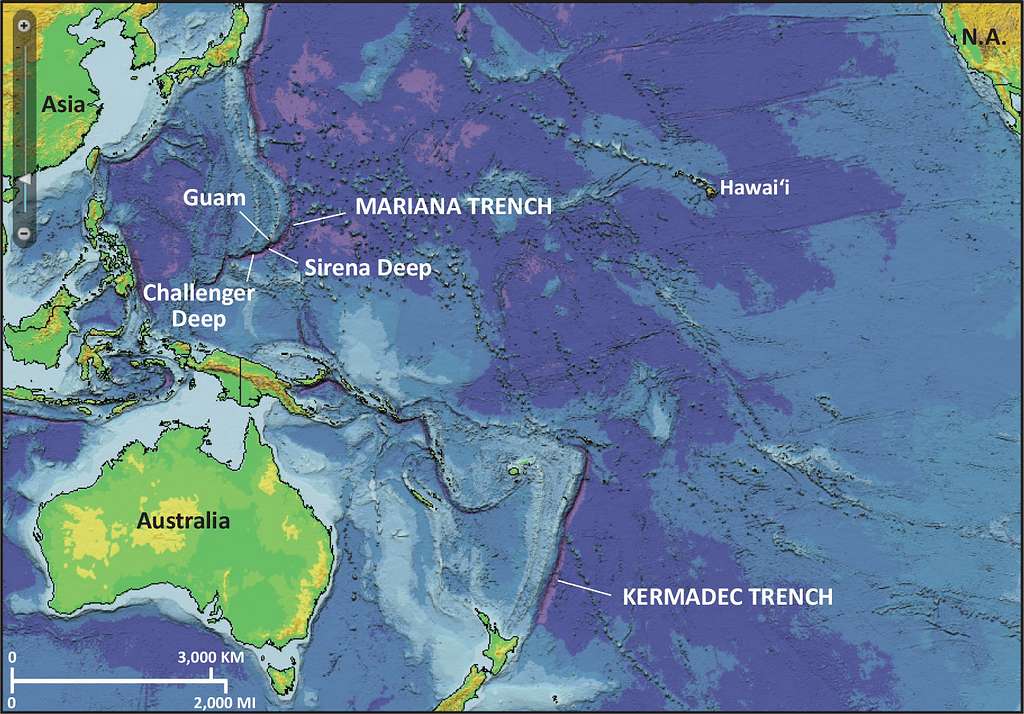 +
N.A.
Asia
Hawai‘i
Guam
MARIANA TRENCH
Sirena Deep
Challenger
Deep
−
Australia
KERMADEC TRENCH
0
3,000 KM
0
2,000 MI